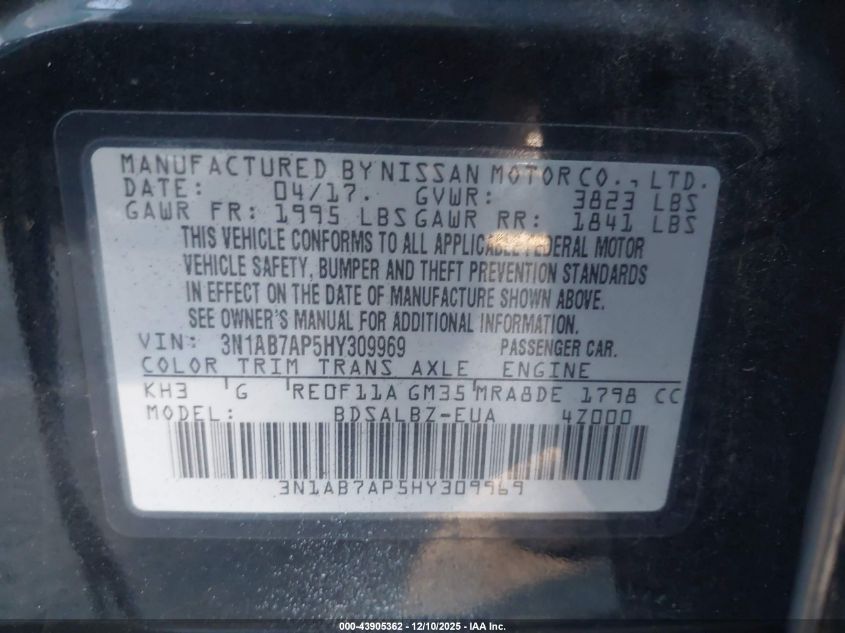 MANUFACTURED BY NISSAN MOTOR CO., LTD.
DATE: 04/17. GVWR: 3823 LBS
GAWR FR: 1995 LBS GAWR RR: 1841 LBS
THIS VEHICLE CONFORMS TO ALL APPLICABLE FEDERAL MOTOR
VEHICLE SAFETY, BUMPER AND THEFT PREVENTION STANDARDS
IN EFFECT ON THE DATE OF MANUFACTURE SHOWN ABOVE.
SEE OWNER'S MANUAL FOR ADDITIONAL INFORMATION.
VIN: 3N1AB7AP5HY309969 PASSENGER CAR.
COLOR TRIM TRANS AXLE ENGINE
KH3 G RE0F11A GM35 MRA8DE 1798 CC
MODEL: BDSALBZ-EUA 4Z000
3N1AB7AP5HY309969
000-43905362 - 12/10/2025 - IAA Inc.